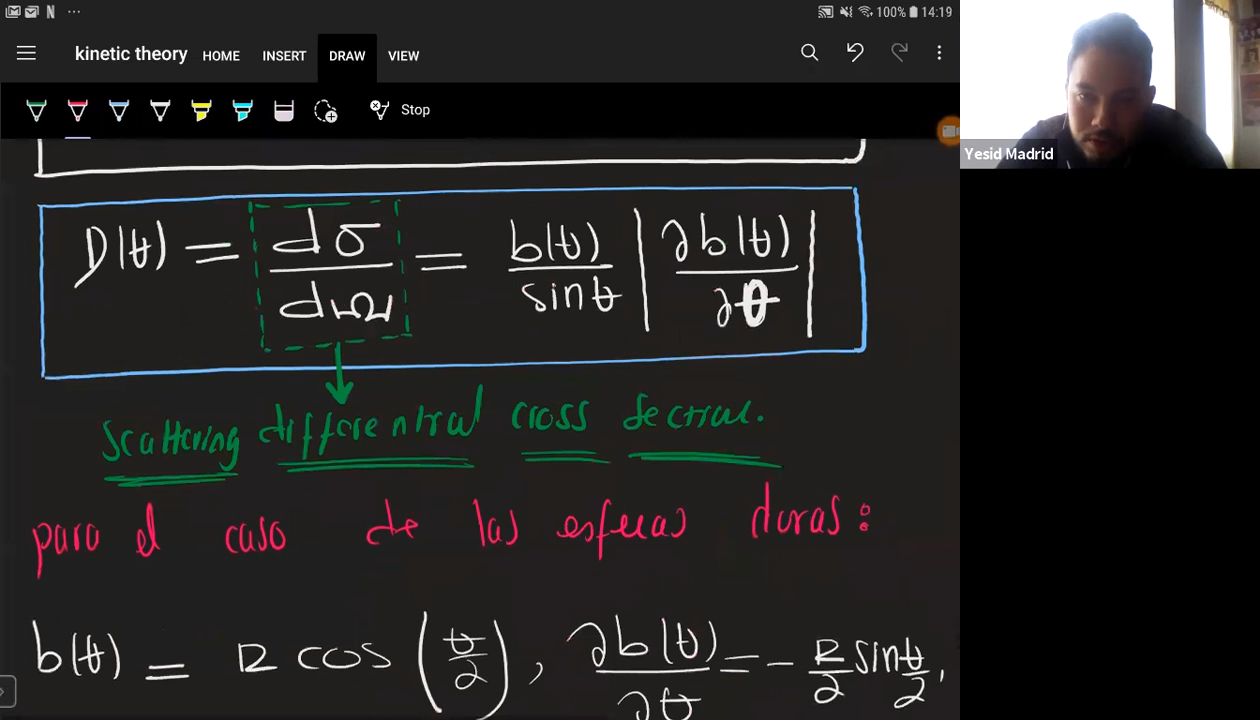 100% 14:19
kinetic theory HOME INSERT DRAW VIEW
Stop
Yesid Madrid
D(θ) = dσ/dω = b(θ)/sinθ |∂b(θ)/∂θ|
Scattering differential cross section.
para el caso de las esferas duras:
b(θ) = R cos(θ/2), ∂b(θ)/∂θ = -R/2 sin θ/2,